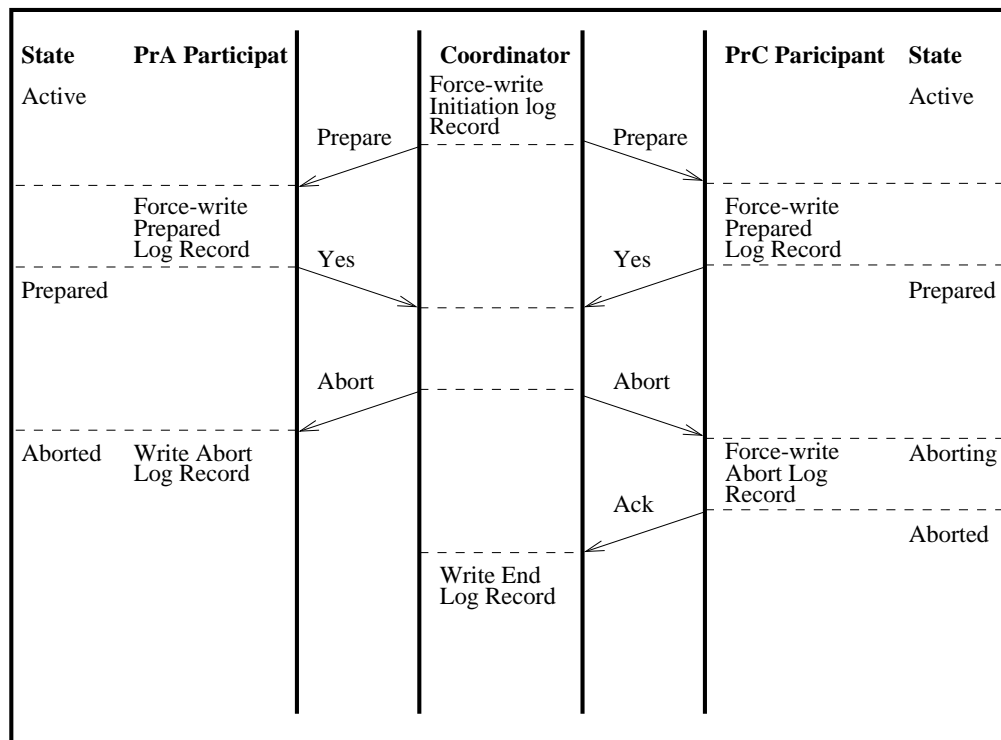 State PrA Participat Coordinator PrC Paricipant State
Active
Force-write
Initiation log
Record
Active
Prepare
Prepare
Force-write
Prepared
Log Record
Force-write
Prepared
Log Record
Yes
Yes
Prepared
Prepared
Abort
Abort
Aborted
Write Abort
Log Record
Force-write
Abort Log
Record
Aborting
Ack
Aborted
Write End
Log Record